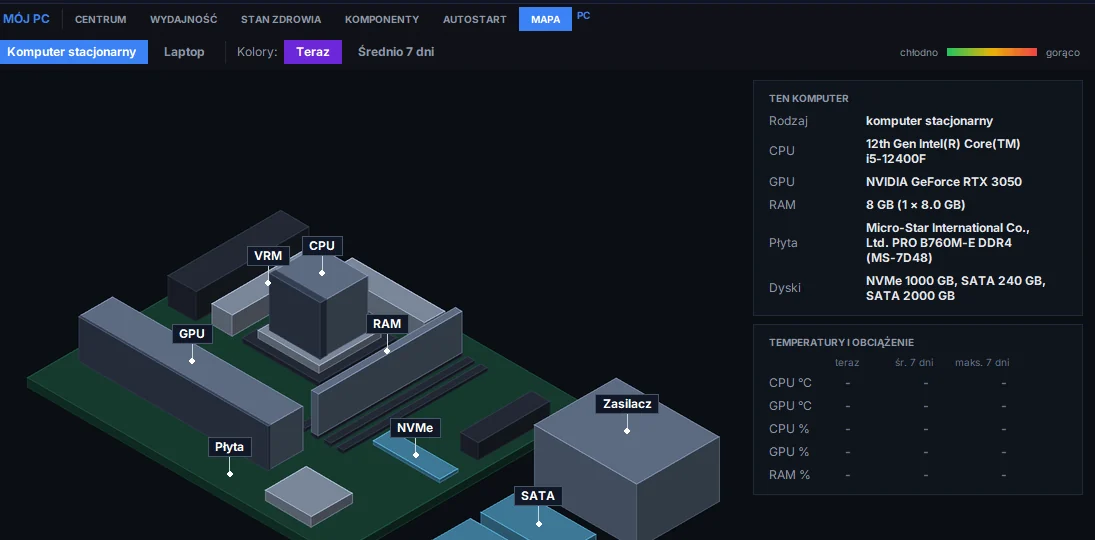 MÓJ PC CENTRUM WYDAJNOŚĆ STAN ZDROWIA KOMPONENTY AUTOSTART MAPA PC
Komputer stacjonarny Laptop Kolory: Teraz Średnio 7 dni chłodno gorąco
TEN KOMPUTER
Rodzaj komputer stacjonarny
CPU 12th Gen Intel(R) Core(TM)
i5-12400F
GPU NVIDIA GeForce RTX 3050
RAM 8 GB (1 × 8.0 GB)
Płyta Micro-Star International Co.,
Ltd. PRO B760M-E DDR4
(MS-7D48)
Dyski NVMe 1000 GB, SATA 240 GB,
SATA 2000 GB
TEMPERATURY I OBCIĄŻENIE
teraz śr. 7 dni maks. 7 dni
CPU °C - - -
GPU °C - - -
CPU % - - -
GPU % - - -
RAM % - - -
CPU
VRM
RAM
GPU
Zasilacz
NVMe
Płyta
SATA